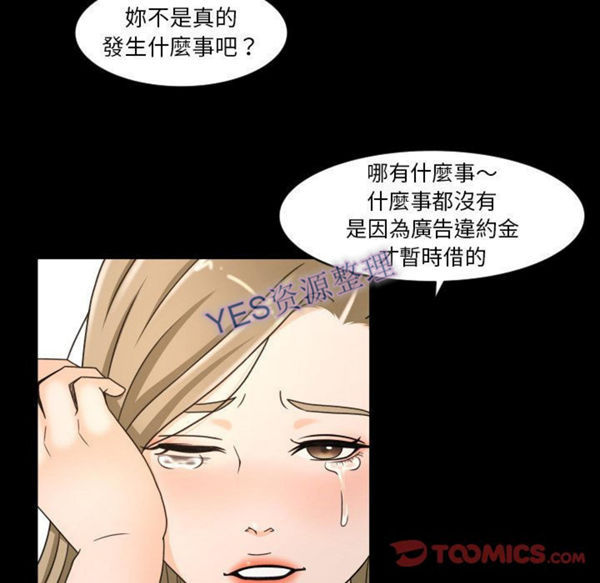 妳不是真的
發生什麼事吧？
哪有什麼事～
什麼事都沒有
是因為廣告違約金
才暫時借的
YES资源整理
TOOMICS.COM